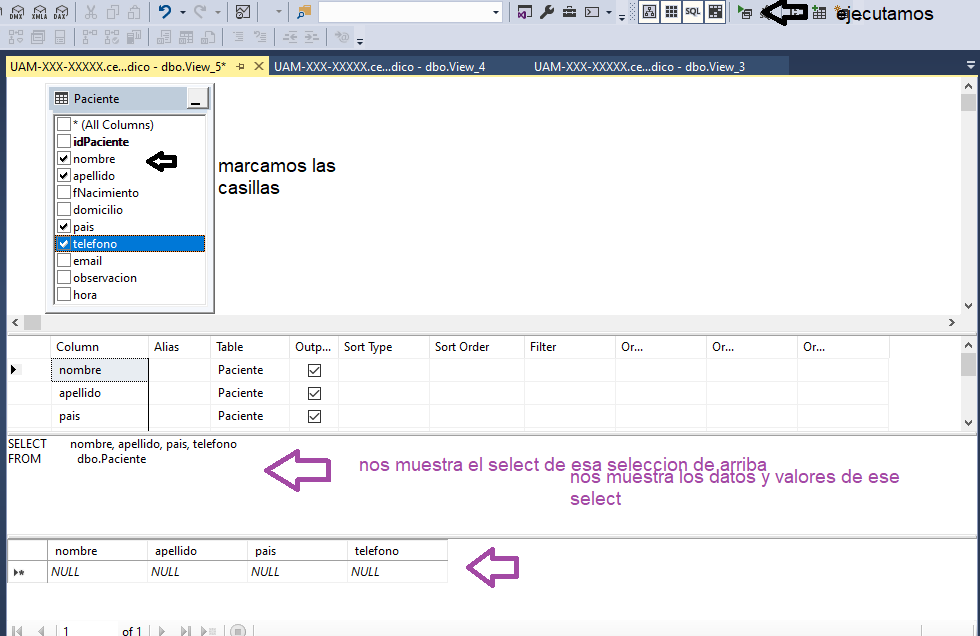 DMX XMLA DAX SQL ejecutamos
UAM-XXX-XXXXX.ce...dico - dbo.View_5* UAM-XXX-XXXXX.ce...dico - dbo.View_4 UAM-XXX-XXXXX.ce...dico - dbo.View_3
Paciente
* (All Columns)
idPaciente
nombre
apellido
fNacimiento
domicilio
pais
telefono
email
observacion
hora
marcamos las
casillas
Column Alias Table Outp... Sort Type Sort Order Filter Or... Or... Or...
nombre Paciente
apellido Paciente
pais Paciente
SELECT nombre, apellido, pais, telefono
FROM dbo.Paciente
nos muestra el select de esa seleccion de arriba
nos muestra los datos y valores de ese
select
nombre apellido pais telefono
NULL NULL NULL NULL
1 of 1